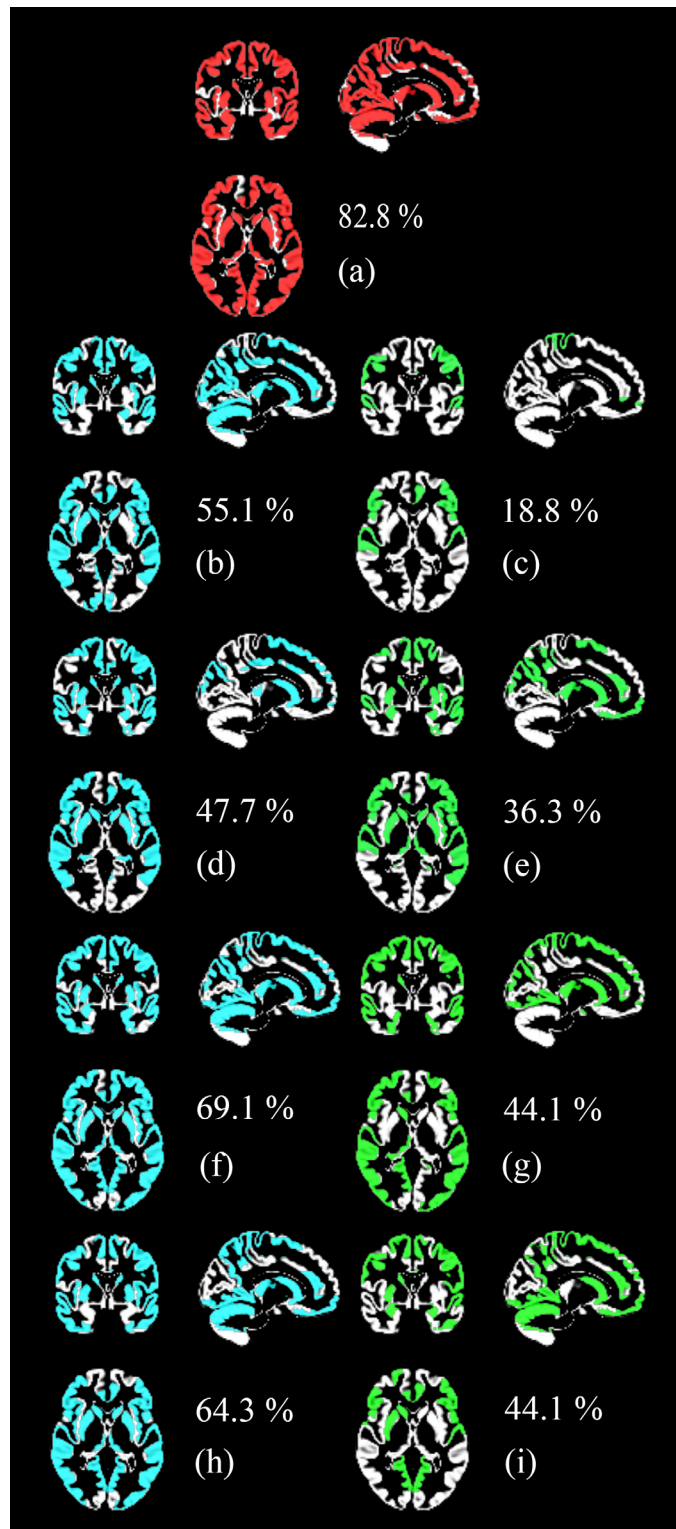 82.8 %
(a)
55.1 %
(b)
18.8 %
(c)
47.7 %
(d)
36.3 %
(e)
69.1 %
(f)
44.1 %
(g)
64.3 %
(h)
44.1 %
(i)